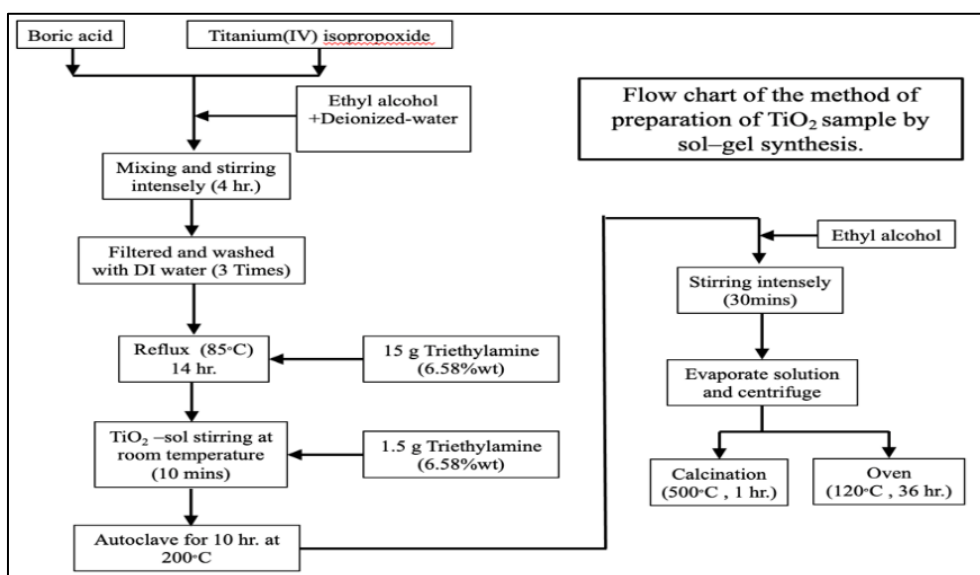 Boric acid
Titanium(IV) isopropoxide
Ethyl alcohol
+Deionized-water
Mixing and stirring
intensely (4 hr.)
Filtered and washed
with DI water (3 Times)
Reflux (85◦C)
14 hr.
15 g Triethylamine
(6.58%wt)
TiO₂ –sol stirring at
room temperature
(10 mins)
1.5 g Triethylamine
(6.58%wt)
Autoclave for 10 hr. at
200◦C
Flow chart of the method of
preparation of TiO₂ sample by
sol–gel synthesis.
Ethyl alcohol
Stirring intensely
(30mins)
Evaporate solution
and centrifuge
Calcination
(500◦C , 1 hr.)
Oven
(120◦C , 36 hr.)